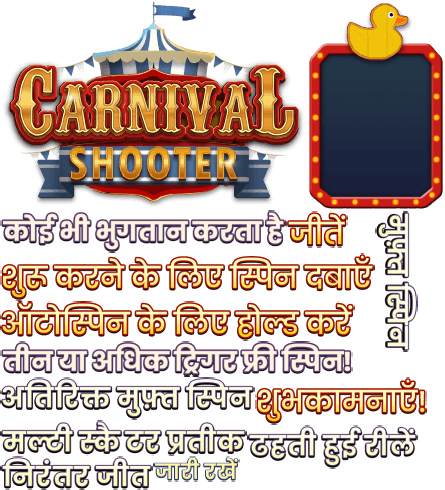 CARNIVAL
SHOOTER
कोई भी भुगतान करता है जीतें
मुफ़्त स्पिन
शुरू करने के लिए स्पिन दबाएँ
ऑटोस्पिन के लिए होल्ड करें
तीन या अधिक ट्रिगर फ्री स्पिन!
अतिरिक्त मुफ़्त स्पिन शुभकामनाएँ!
मल्टी स्कै टर प्रतीक ढहती हुई रीलें
निरंतर जीत जारी रखें